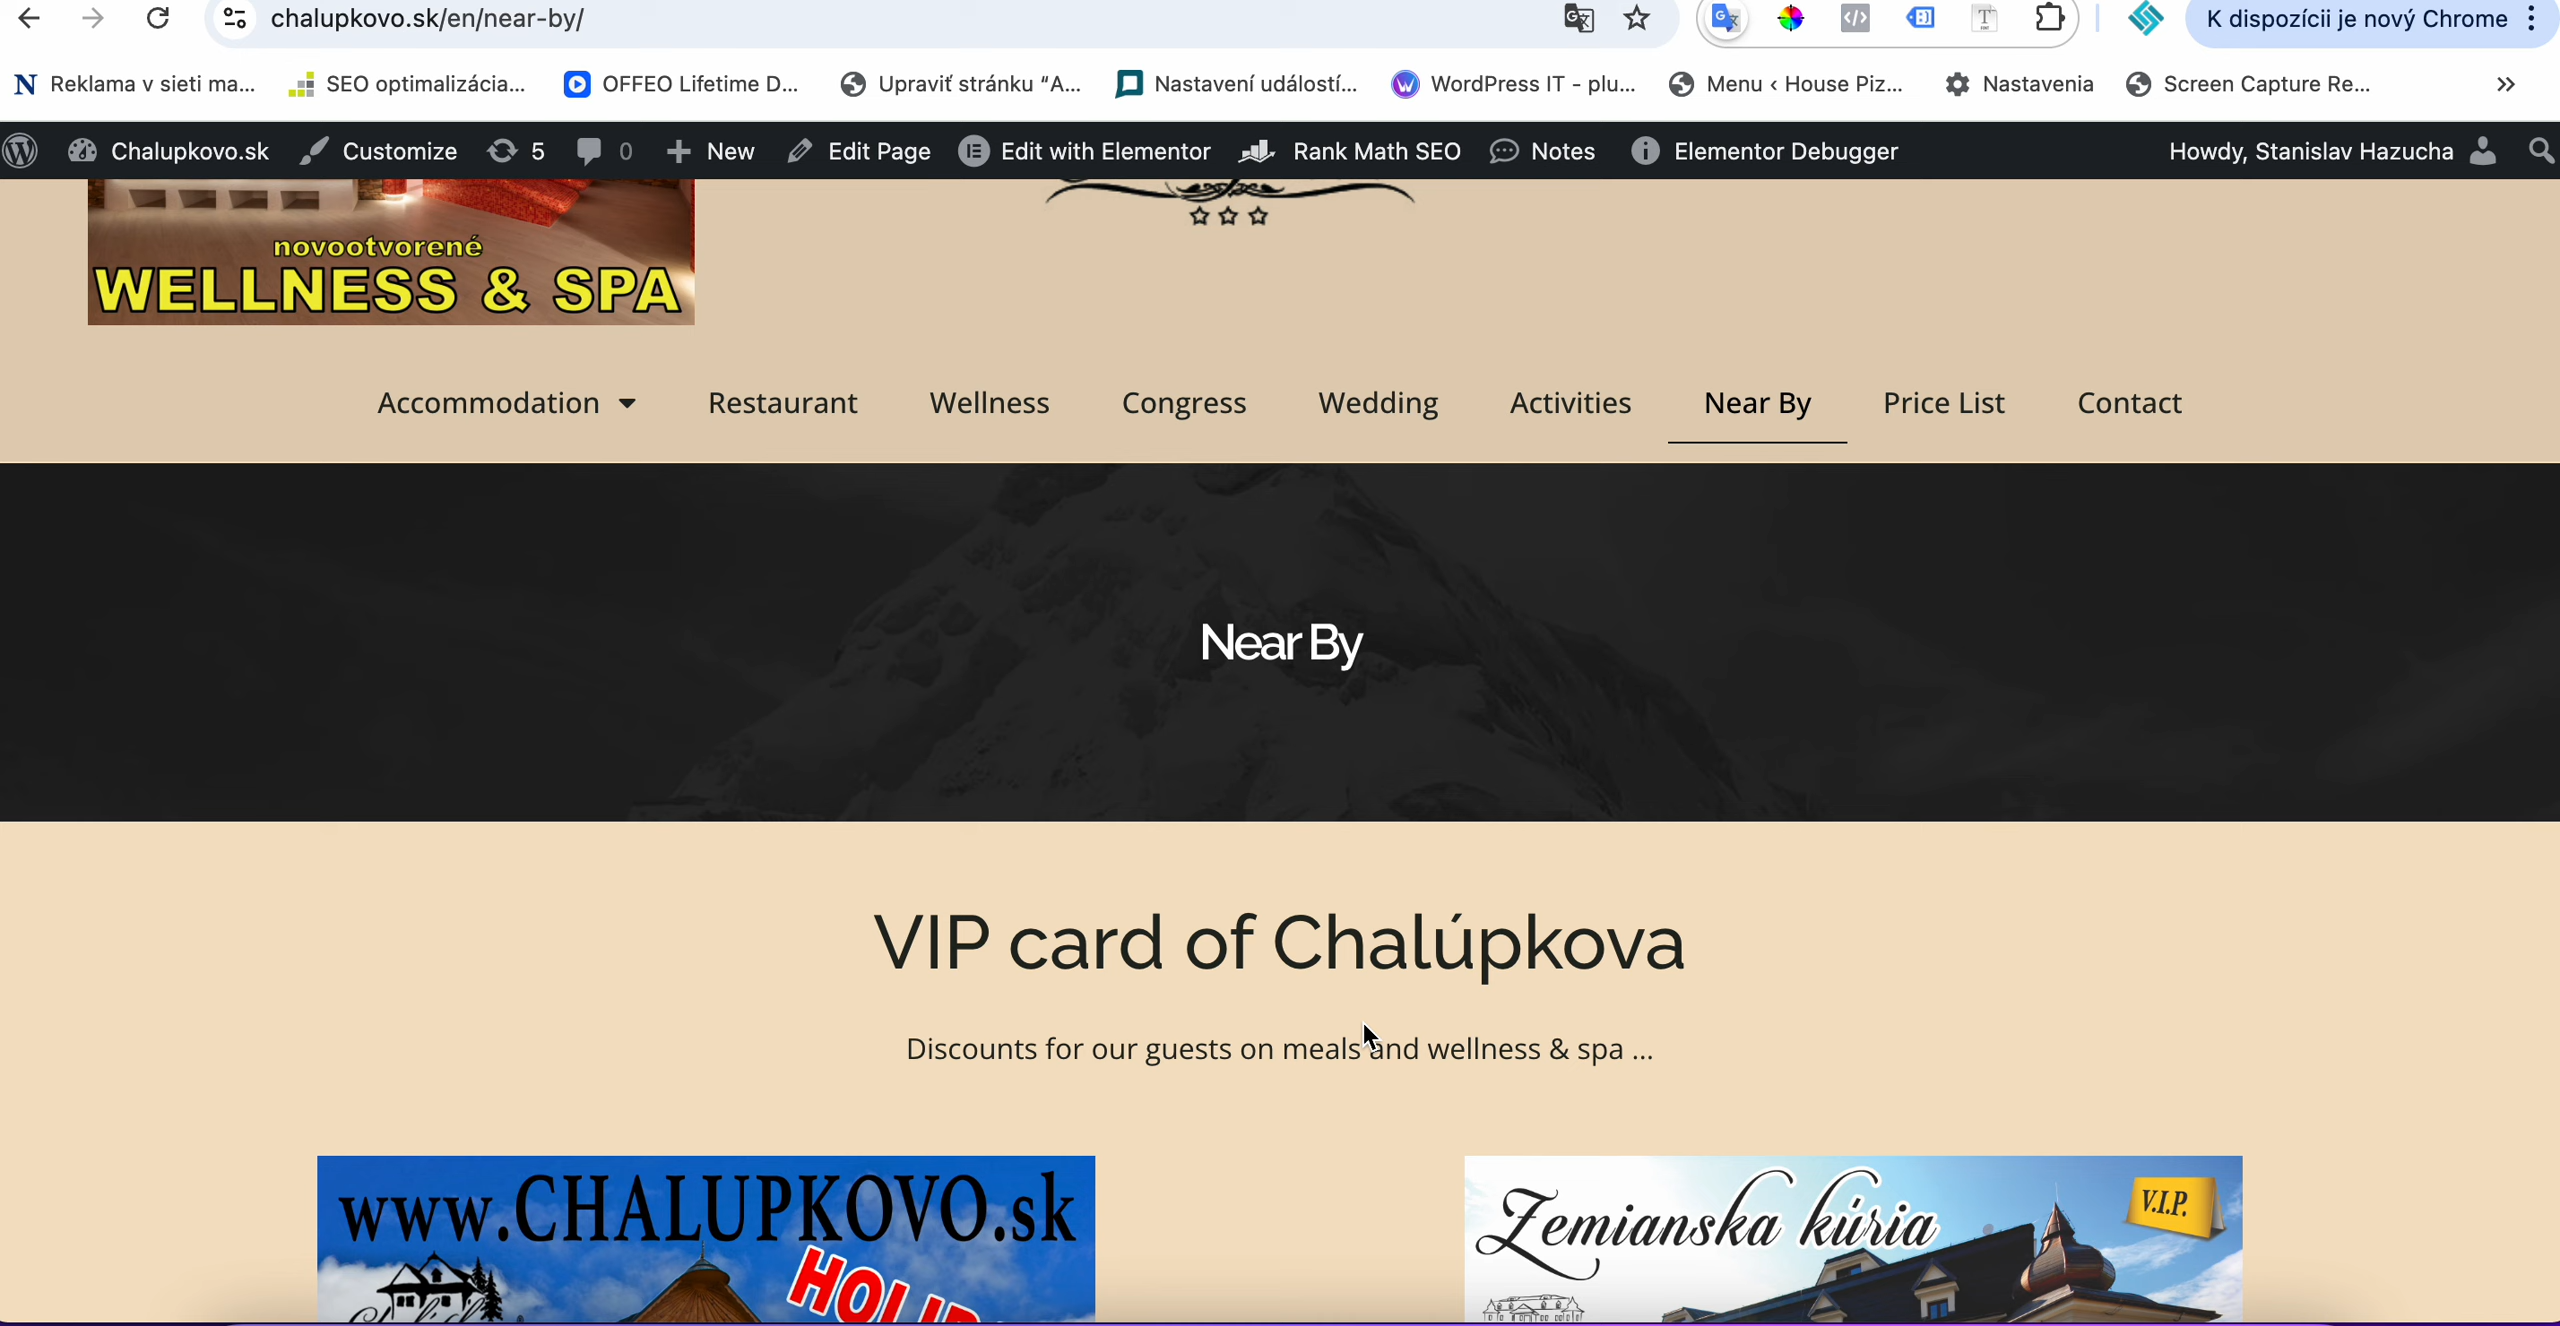 chalupkovo.sk/en/near-by/
K dispozícii je nový Chrome
Reklama v sieti ma...
SEO optimalizácia...
OFFEO Lifetime D...
Upraviť stránku “A...
Nastavení událostí...
WordPress IT - plu...
Menu ‹ House Piz...
Nastavenia
Screen Capture Re...
Chalupkovo.sk
Customize
5
0
New
Edit Page
Edit with Elementor
Rank Math SEO
Notes
Elementor Debugger
Howdy, Stanislav Hazucha
novootvorené
WELLNESS & SPA
Accommodation
Restaurant
Wellness
Congress
Wedding
Activities
Near By
Price List
Contact
Near By
VIP card of Chalúpkova
Discounts for our guests on meals and wellness & spa ...
www.CHALUPKOVO.sk
Zemianska kúria
V.I.P.